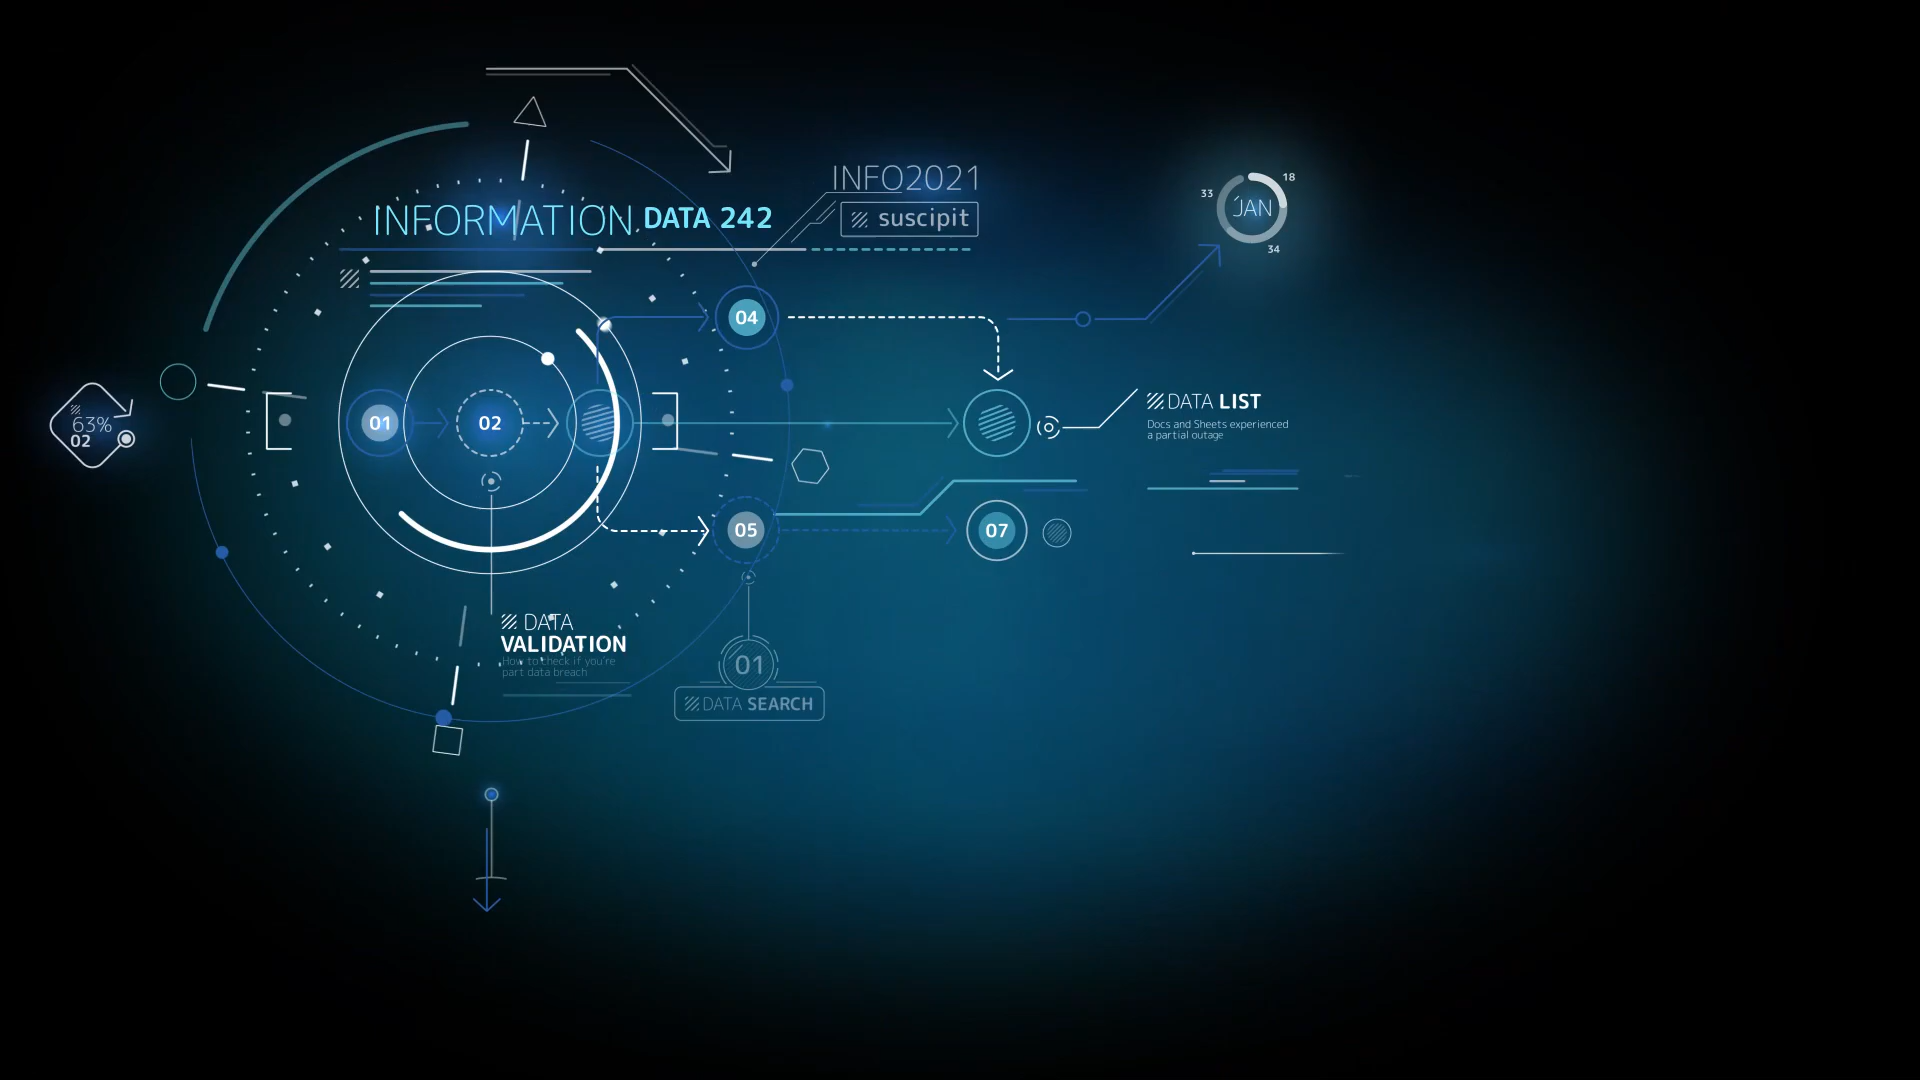 INFO2021
suscipit
INFORMATION DATA 242
18
33
JAN
34
04
63%
02
01
02
DATA LIST
Docs and Sheets experienced
a partial outage
05
07
DATA
VALIDATION
How to check if you're
part data breach
01
DATA SEARCH